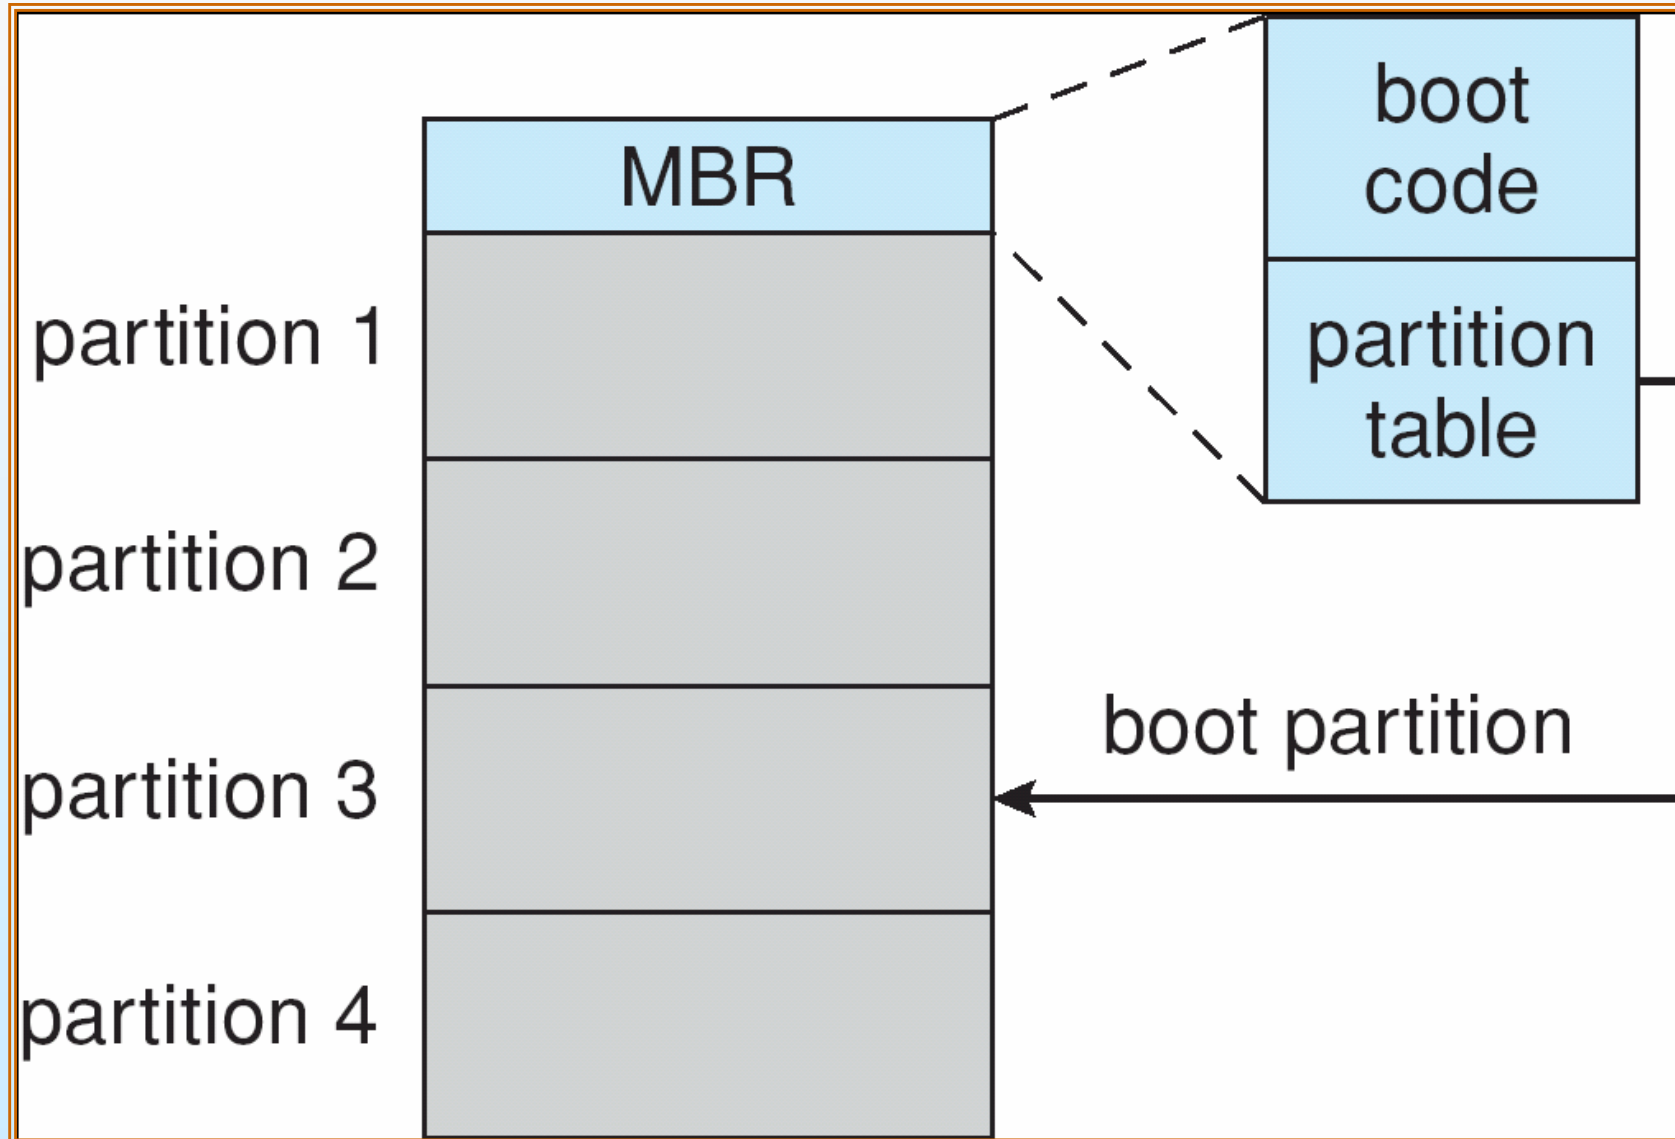 MBR
boot
code
partition
table
partition 1
partition 2
boot partition
partition 3
partition 4